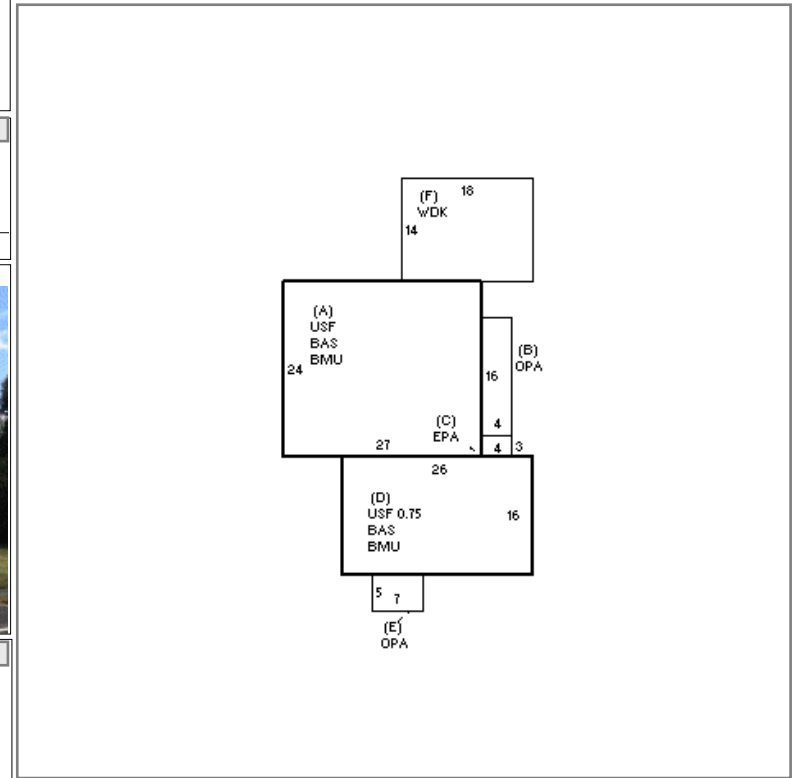 (F)
WDK
18
14
(A)
USF
BAS
BMU
24
27
(B)
OPA
16
4
(C)
EPA
4
3
26
(D)
USF 0.75
BAS
BMU
16
5
7
(E)
OPA